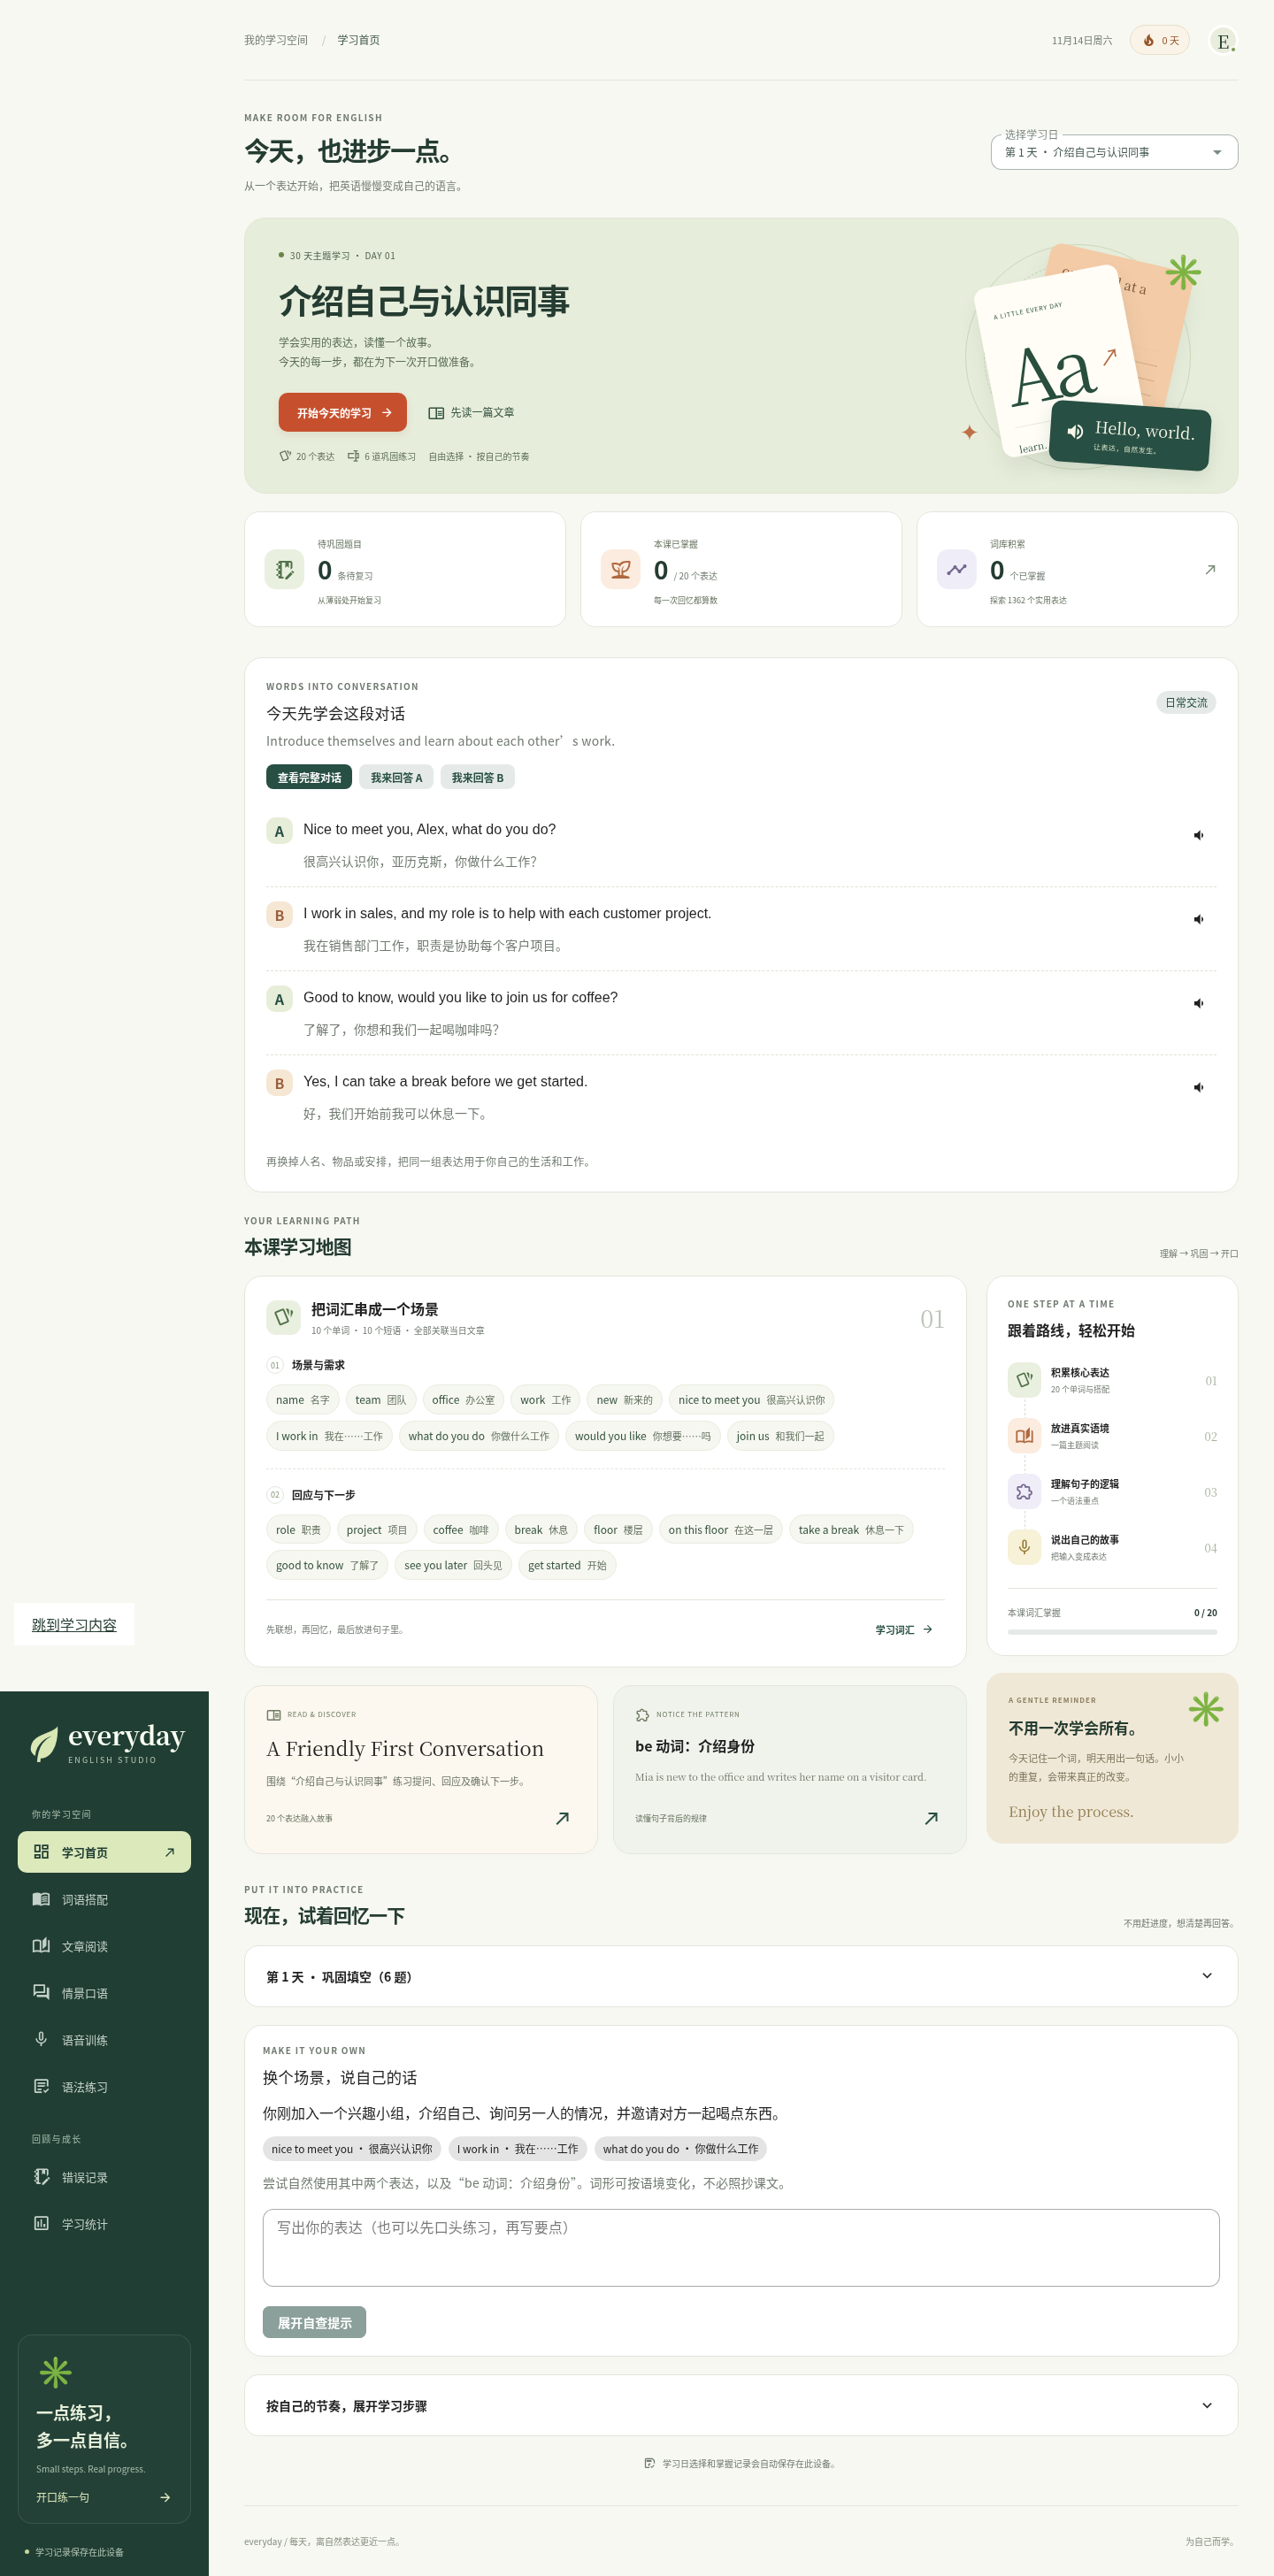 我的学习空间 / 学习首页
11月14日周六
0 天
E
MAKE ROOM FOR ENGLISH
今天，也进步一点。
从一个表达开始，把英语慢慢变成自己的语言。
选择学习日
第 1 天 · 介绍自己与认识同事
30 天主题学习 · DAY 01
介绍自己与认识同事
学会实用的表达，读懂一个故事。
今天的每一步，都在为下一次开口做准备。
开始今天的学习
先读一篇文章
20 个表达
6 道巩固练习
自由选择 · 按自己的节奏
at a
A LITTLE EVERY DAY
Aa
learn.
Hello, world.
让表达，自然发生。
待巩固题目
0 条待复习
从薄弱处开始复习
本课已掌握
0 / 20 个表达
每一次回忆都算数
词库积累
0 个已掌握
探索 1362 个实用表达
WORDS INTO CONVERSATION
今天先学会这段对话
日常交流
Introduce themselves and learn about each other’s work.
查看完整对话
我来回答 A
我来回答 B
A
Nice to meet you, Alex, what do you do?
很高兴认识你，亚历克斯，你做什么工作？
B
I work in sales, and my role is to help with each customer project.
我在销售部门工作，职责是协助每个客户项目。
A
Good to know, would you like to join us for coffee?
了解了，你想和我们一起喝咖啡吗？
B
Yes, I can take a break before we get started.
好，我们开始前我可以休息一下。
再换掉人名、物品或安排，把同一组表达用于你自己的生活和工作。
YOUR LEARNING PATH
本课学习地图
理解 → 巩固 → 开口
把词汇串成一个场景
10 个单词 · 10 个短语 · 全部关联当日文章
01
01 场景与需求
name 名字
team 团队
office 办公室
work 工作
new 新来的
nice to meet you 很高兴认识你
I work in 我在……工作
what do you do 你做什么工作
would you like 你想要……吗
join us 和我们一起
02 回应与下一步
role 职责
project 项目
coffee 咖啡
break 休息
floor 楼层
on this floor 在这一层
take a break 休息一下
good to know 了解了
see you later 回头见
get started 开始
先联想，再回忆，最后放进句子里。
学习词汇
ONE STEP AT A TIME
跟着路线，轻松开始
积累核心表达
20 个单词与搭配
01
放进真实语境
一篇主题阅读
02
理解句子的逻辑
一个语法重点
03
说出自己的故事
把输入变成表达
04
本课词汇掌握
0 / 20
READ & DISCOVER
A Friendly First Conversation
围绕“介绍自己与认识同事”练习提问、回应及确认下一步。
20 个表达融入故事
NOTICE THE PATTERN
be 动词：介绍身份
Mia is new to the office and writes her name on a visitor card.
读懂句子背后的规律
A GENTLE REMINDER
不用一次学会所有。
今天记住一个词，明天用出一句话。小小
的重复，会带来真正的改变。
Enjoy the process.
PUT IT INTO PRACTICE
现在，试着回忆一下
不用赶进度，想清楚再回答。
第 1 天 · 巩固填空（6 题）
MAKE IT YOUR OWN
换个场景，说自己的话
你刚加入一个兴趣小组，介绍自己、询问另一人的情况，并邀请对方一起喝点东西。
nice to meet you · 很高兴认识你
I work in · 我在……工作
what do you do · 你做什么工作
尝试自然使用其中两个表达，以及“be 动词：介绍身份”。词形可按语境变化，不必照抄课文。
写出你的表达（也可以先口头练习，再写要点）
展开自查提示
按自己的节奏，展开学习步骤
学习日选择和掌握记录会自动保存在此设备。
everyday / 每天，离自然表达更近一点。
为自己而学。
跳到学习内容
everyday
ENGLISH STUDIO
你的学习空间
学习首页
词语搭配
文章阅读
情景口语
语音训练
语法练习
回顾与成长
错误记录
学习统计
一点练习，
多一点自信。
Small steps. Real progress.
开口练一句
学习记录保存在此设备